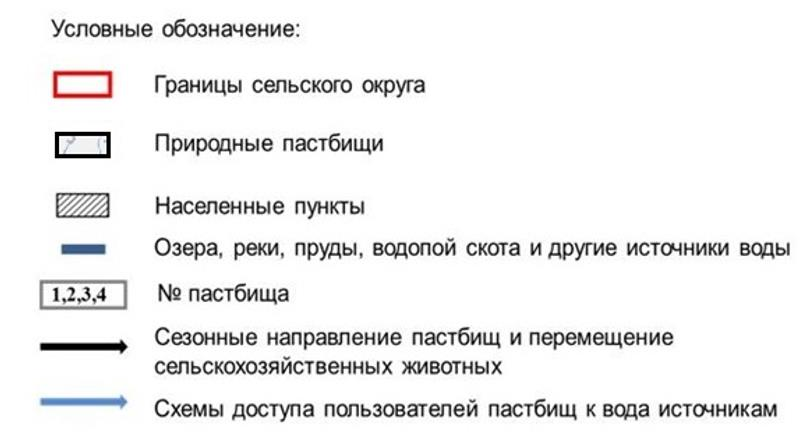 Условные обозначение:
Границы сельского округа
Природные пастбищи
Населенные пункты
Озера, реки, пруды, водопой скота и другие источники воды
1,2,3,4 № пастбища
Сезонные направление пастбищ и перемещение
сельскохозяйственных животных
Схемы доступа пользователей пастбищ к вода источникам